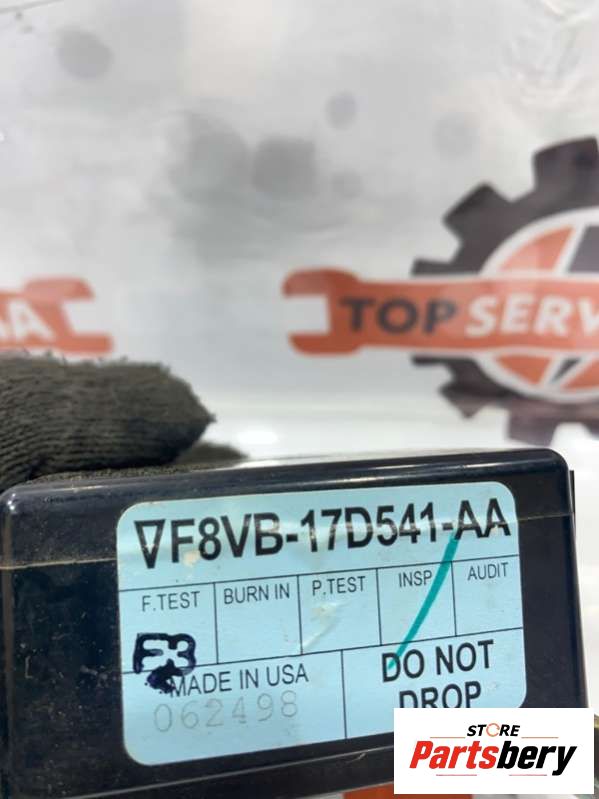 TOP SERV
▽F8VB-17D541-AA
F.TEST BURN IN P.TEST INSP AUDIT
F3
MADE IN USA
062498
DO NOT
DROP
STORE
Partsbery